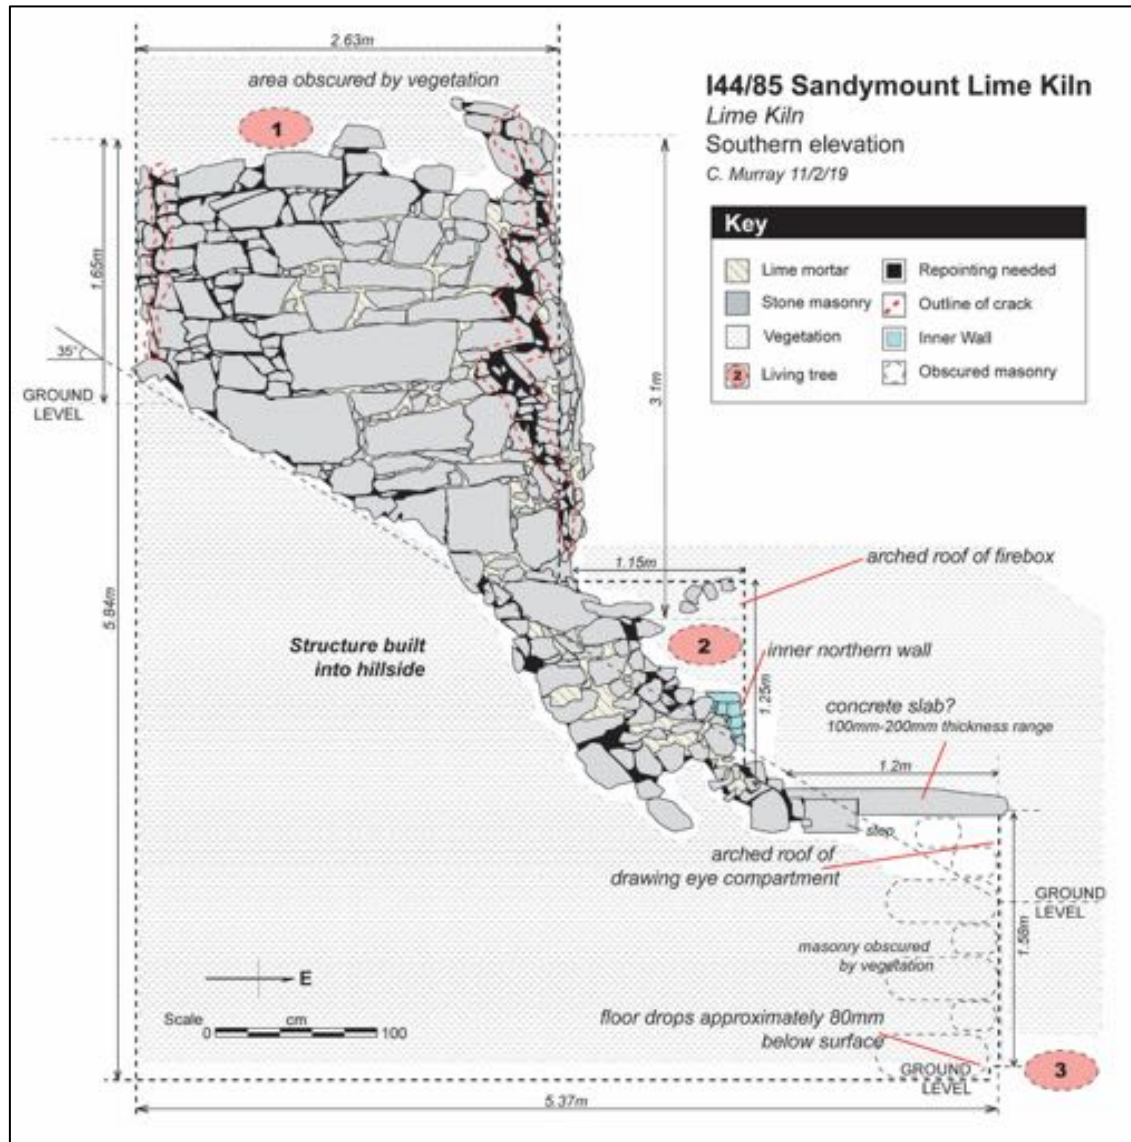 2.63m
area obscured by vegetation
1
I44/85 Sandymount Lime Kiln
Lime Kiln
Southern elevation
C. Murray 11/2/19
Key
Lime mortar
Repointing needed
Stone masonry
Outline of crack
Vegetation
Inner Wall
2
Living tree
Obscured masonry
1.65m
3.1m
35°
GROUND
LEVEL
5.84m
1.15m
arched roof of firebox
Structure built
into hillside
2
inner northern wall
1.25m
concrete slab?
100mm-200mm thickness range
1.2m
step
arched roof of
drawing eye compartment
GROUND
LEVEL
1.58m
masonry obscured
by vegetation
E
Scale
cm
0
100
floor drops approximately 80mm
below surface
GROUND
LEVEL
3
5.37m